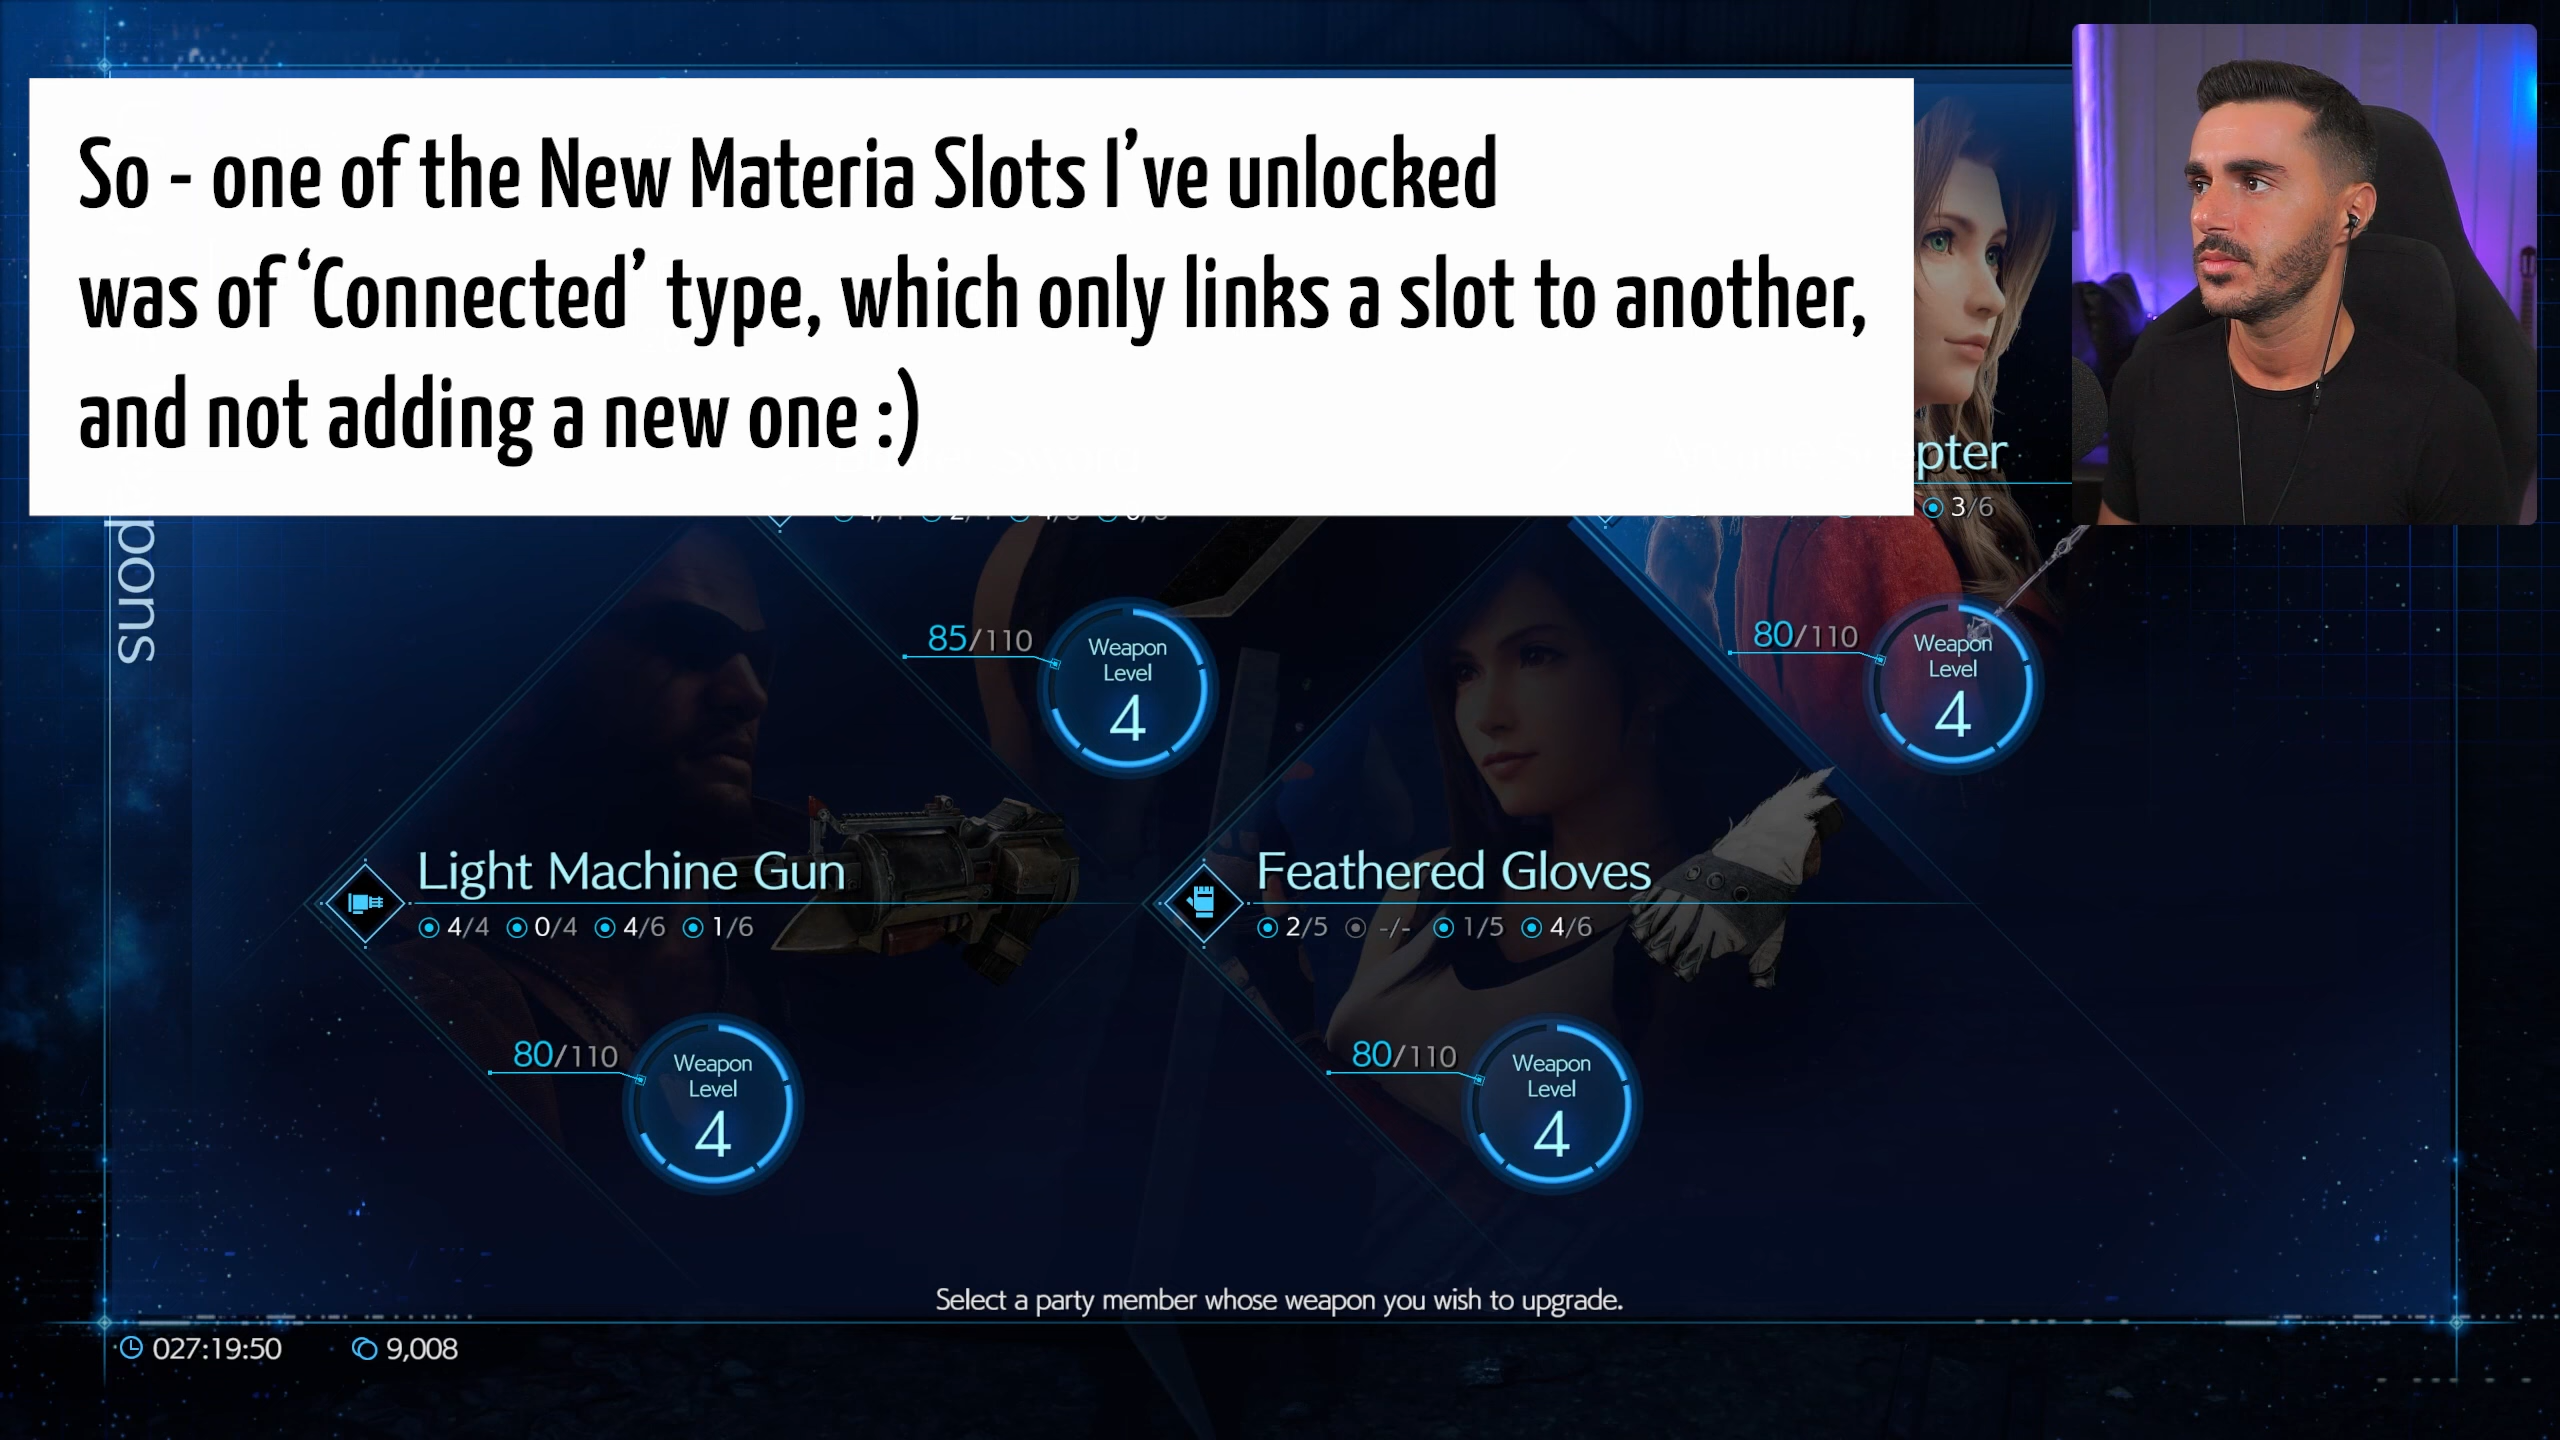 So - one of the New Materia Slots I’ve unlocked
was of ‘Connected’ type, which only links a slot to another,
and not adding a new one :)
epter
3/6
pons
85/110
Weapon
Level
4
80/110
Weapon
Level
4
Light Machine Gun
4/4 0/4 4/6 1/6
Feathered Gloves
2/5 -/- 1/5 4/6
80/110
Weapon
Level
4
80/110
Weapon
Level
4
Select a party member whose weapon you wish to upgrade.
027:19:50 9,008